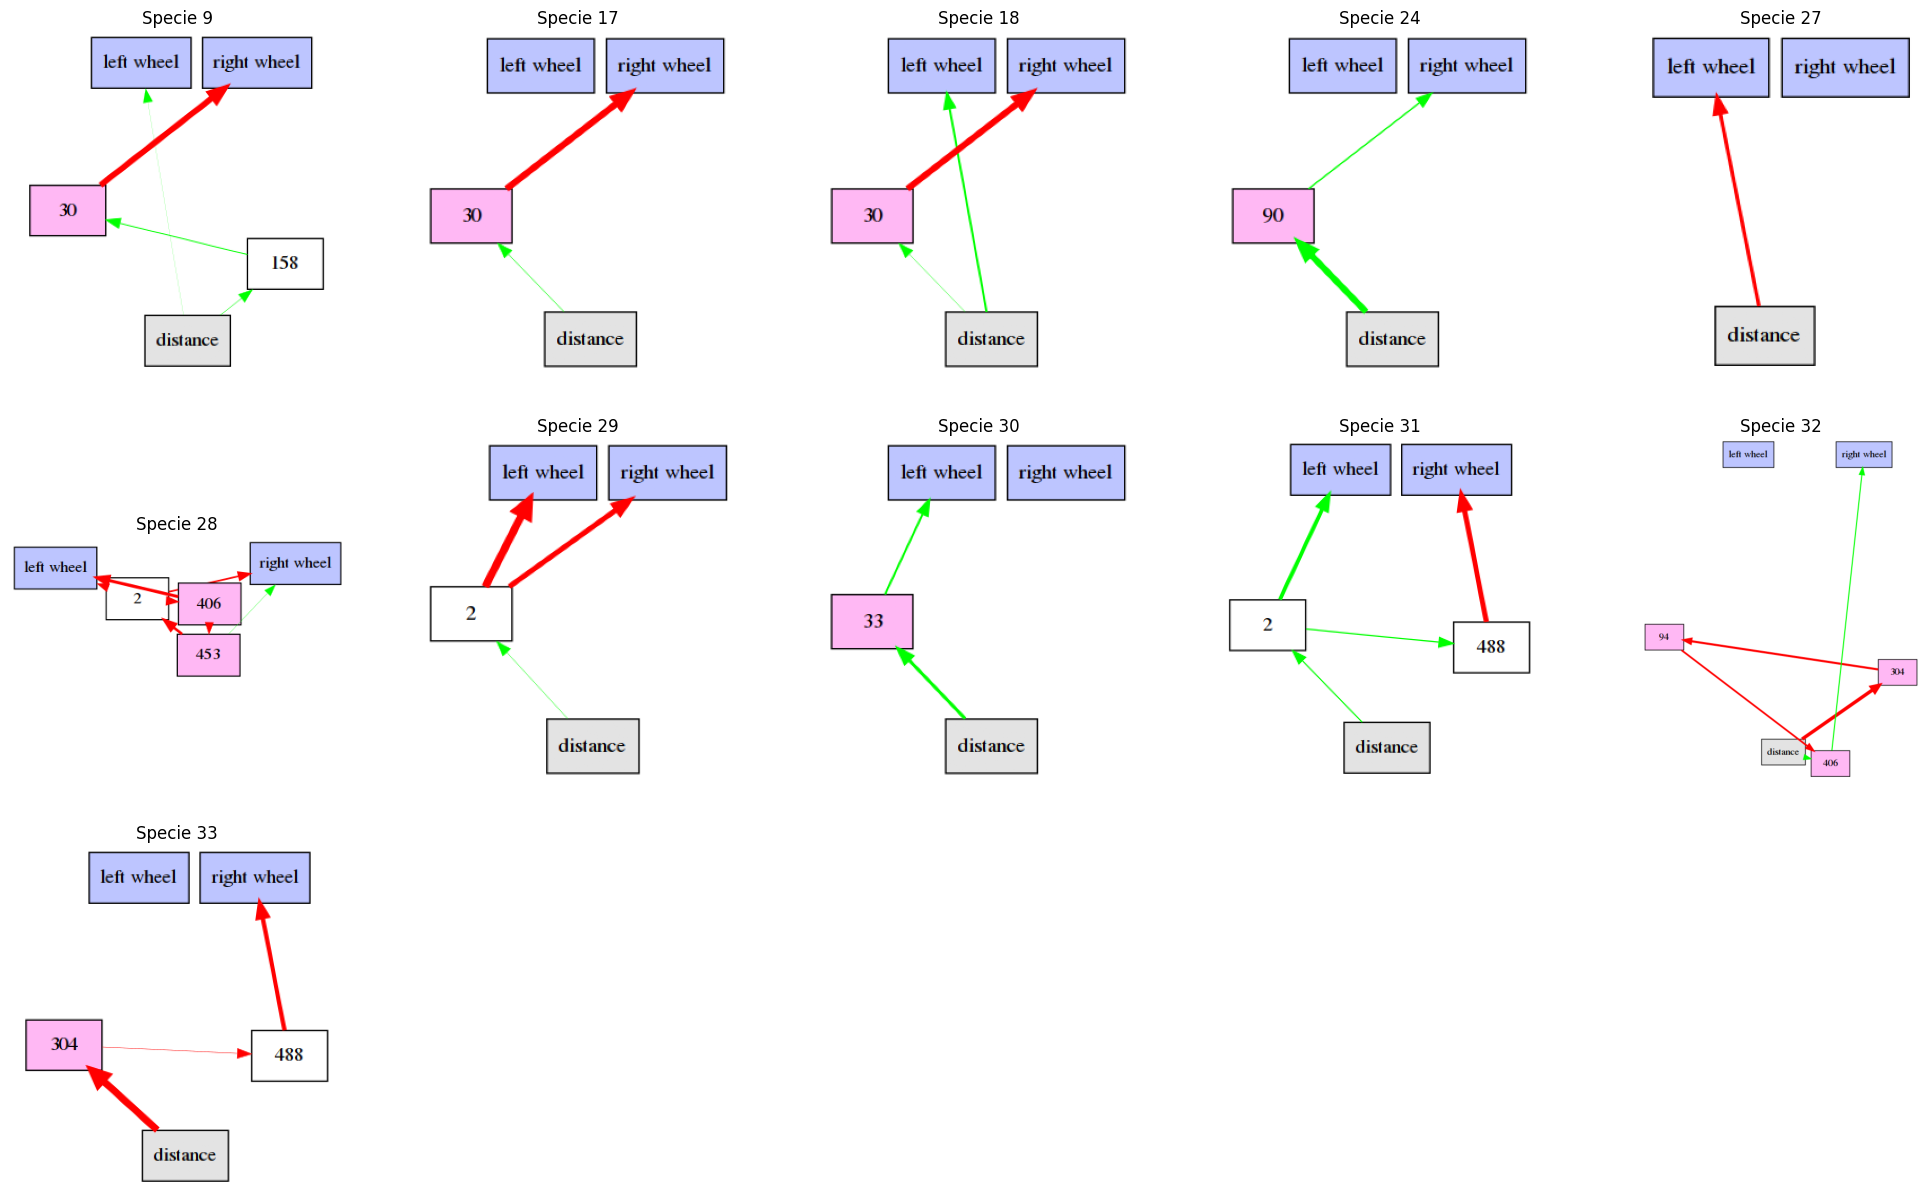 Specie 9
left wheel
right wheel
30
158
distance
Specie 17
left wheel
right wheel
30
distance
Specie 18
left wheel
right wheel
30
distance
Specie 24
left wheel
right wheel
90
distance
Specie 27
left wheel
right wheel
distance
Specie 28
left wheel
right wheel
2
406
453
Specie 29
left wheel
right wheel
2
distance
Specie 30
left wheel
right wheel
33
distance
Specie 31
left wheel
right wheel
2
488
distance
Specie 32
left wheel
right wheel
94
304
distance
406
Specie 33
left wheel
right wheel
304
488
distance